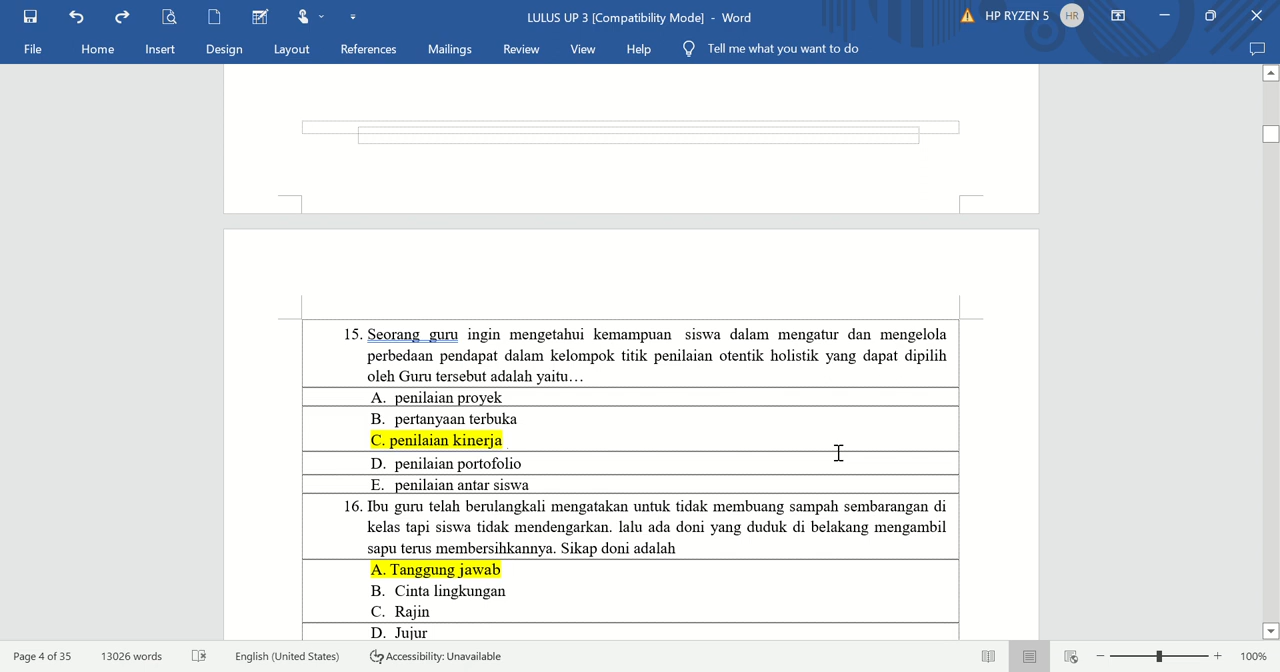 LULUS UP 3 [Compatibility Mode] - Word
HP RYZEN 5 HR
File Home Insert Design Layout References Mailings Review View Help Tell me what you want to do
15. Seorang guru ingin mengetahui kemampuan siswa dalam mengatur dan mengelola
perbedaan pendapat dalam kelompok titik penilaian otentik holistik yang dapat dipilih
oleh Guru tersebut adalah yaitu…
A. penilaian proyek
B. pertanyaan terbuka
C. penilaian kinerja
D. penilaian portofolio
E. penilaian antar siswa
16. Ibu guru telah berulangkali mengatakan untuk tidak membuang sampah sembarangan di
kelas tapi siswa tidak mendengarkan. lalu ada doni yang duduk di belakang mengambil
sapu terus membersihkannya. Sikap doni adalah
A. Tanggung jawab
B. Cinta lingkungan
C. Rajin
D. Jujur
Page 4 of 35 13026 words English (United States) Accessibility: Unavailable 100%